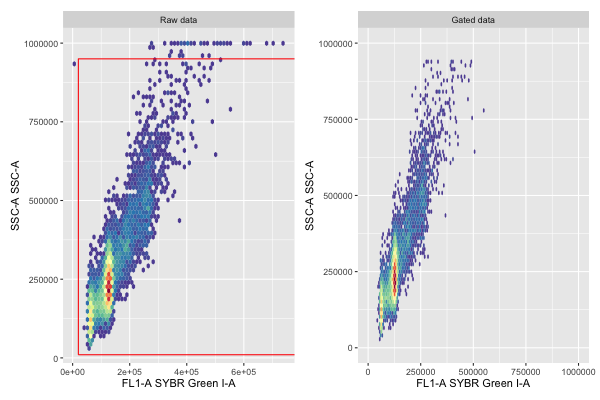 Raw data
Gated data
1000000
750000
500000
250000
0
SSC-A SSC-A
0e+00
2e+05
4e+05
6e+05
FL1-A SYBR Green I-A
1000000
750000
500000
250000
0
SSC-A SSC-A
0
250000
500000
750000
1000000
FL1-A SYBR Green I-A